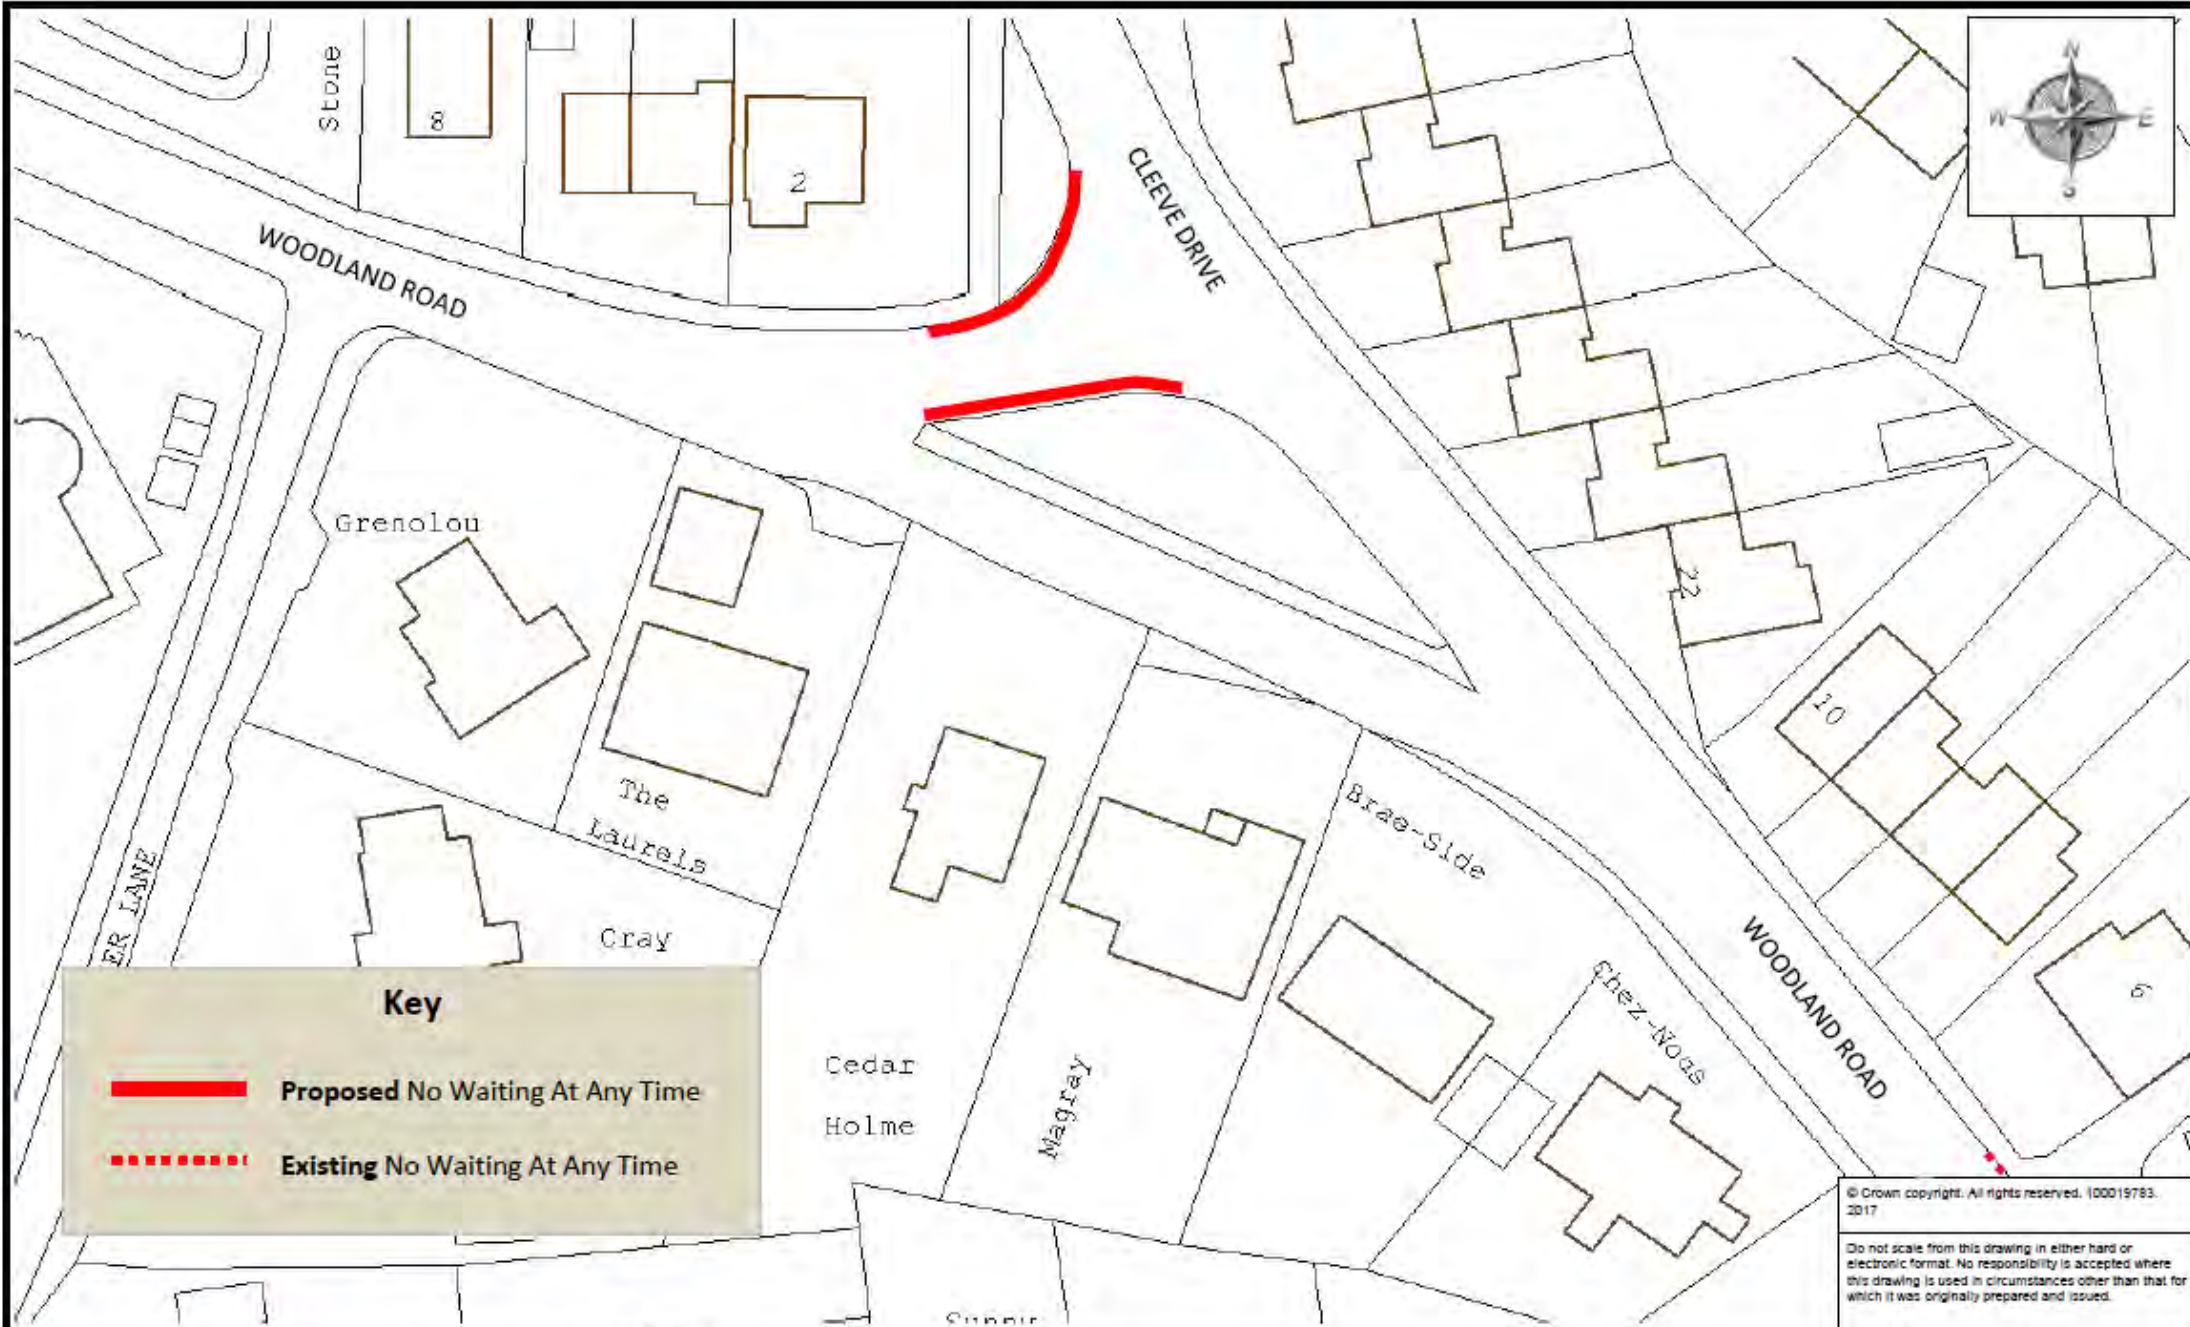 N
W
E
S
Stone
8
2
CLEEVE DRIVE
WOODLAND ROAD
Grenolou
22
10
The
Laurels
Brae-Side
ER LANE
Cray
WOODLAND ROAD
6
Chez-Nous
Cedar
Holme
Magray
Key
Proposed No Waiting At Any Time
Existing No Waiting At Any Time
© Crown copyright. All rights reserved. 100019783.
2017
Do not scale from this drawing in either hard or
electronic format. No responsibility is accepted where
this drawing is used in circumstances other than that for
which it was originally prepared and issued.